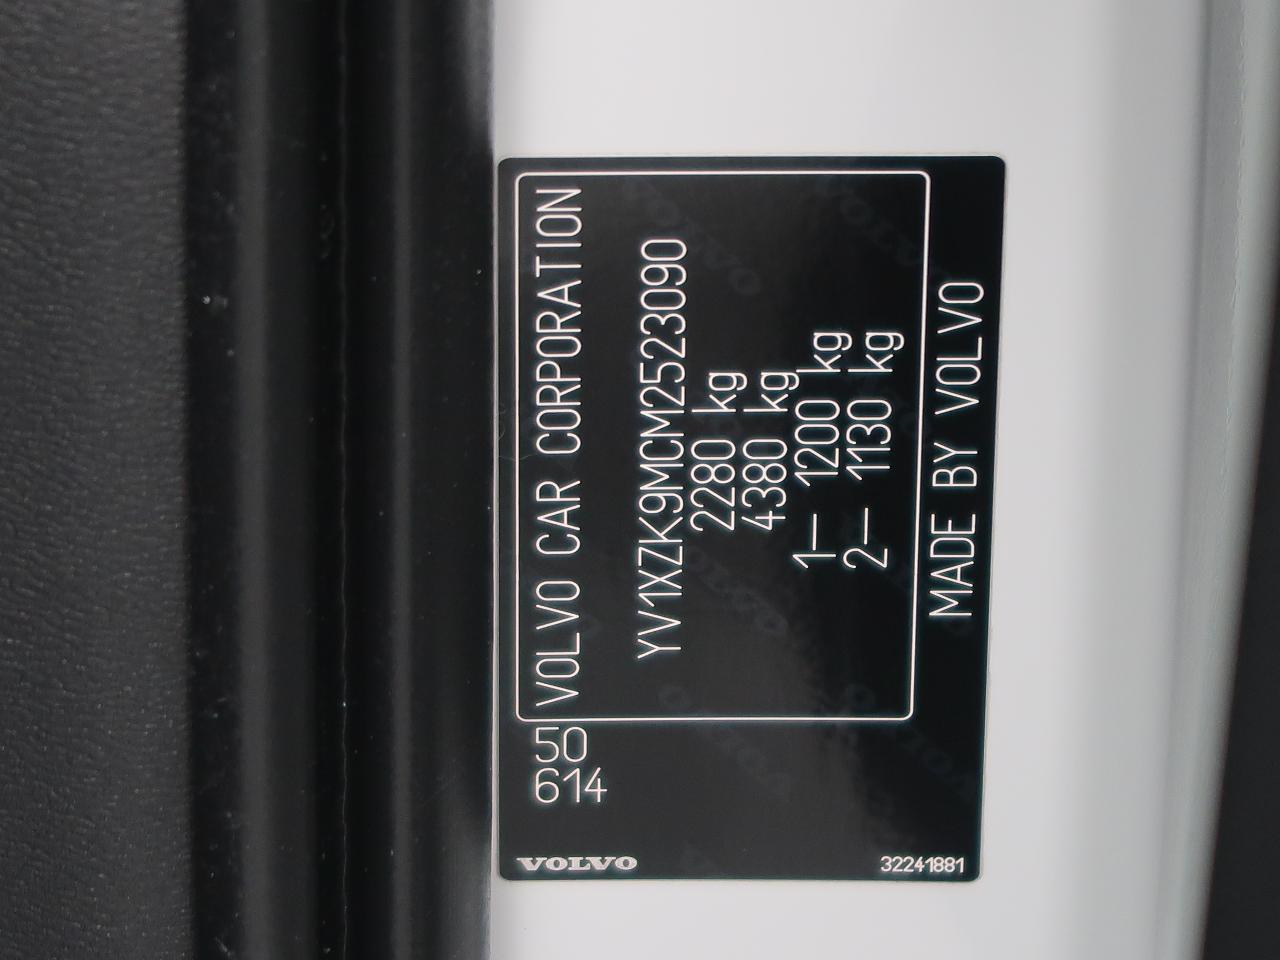 VOLVO CAR CORPORATION
YV1XZK9MCM2523090
2280 kg
4380 kg
1– 1200 kg
2– 1130 kg
MADE BY VOLVO
50
614
VOLVO
32241881